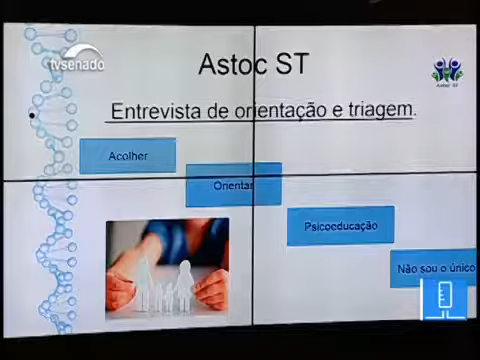 tvsenado
Astoc ST
Astoc ST
Entrevista de orientação e triagem.
Acolher
Orientar
Psicoeducação
Não sou o único